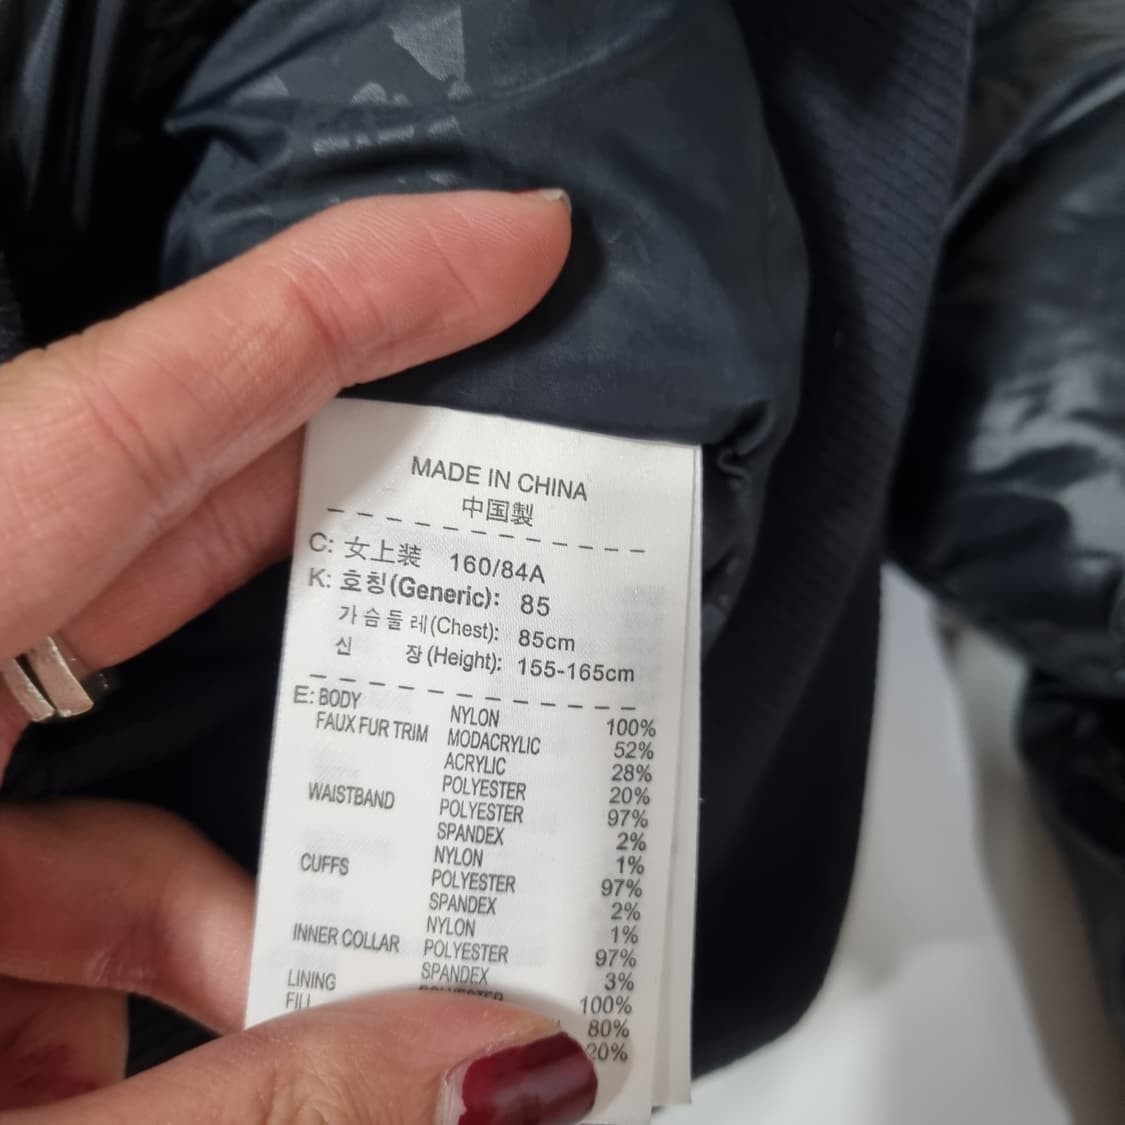 MADE IN CHINA
中国製
C: 女上装 160/84A
K: 호칭(Generic): 85
가슴둘레(Chest): 85cm
신 장(Height): 155-165cm
E: BODY NYLON 100%
FAUX FUR TRIM MODACRYLIC 52%
ACRYLIC 28%
POLYESTER 20%
WAISTBAND POLYESTER 97%
SPANDEX 2%
NYLON 1%
CUFFS POLYESTER 97%
SPANDEX 2%
NYLON 1%
INNER COLLAR POLYESTER 97%
SPANDEX 3%
LINING POLYESTER 100%
FILL 80%
20%